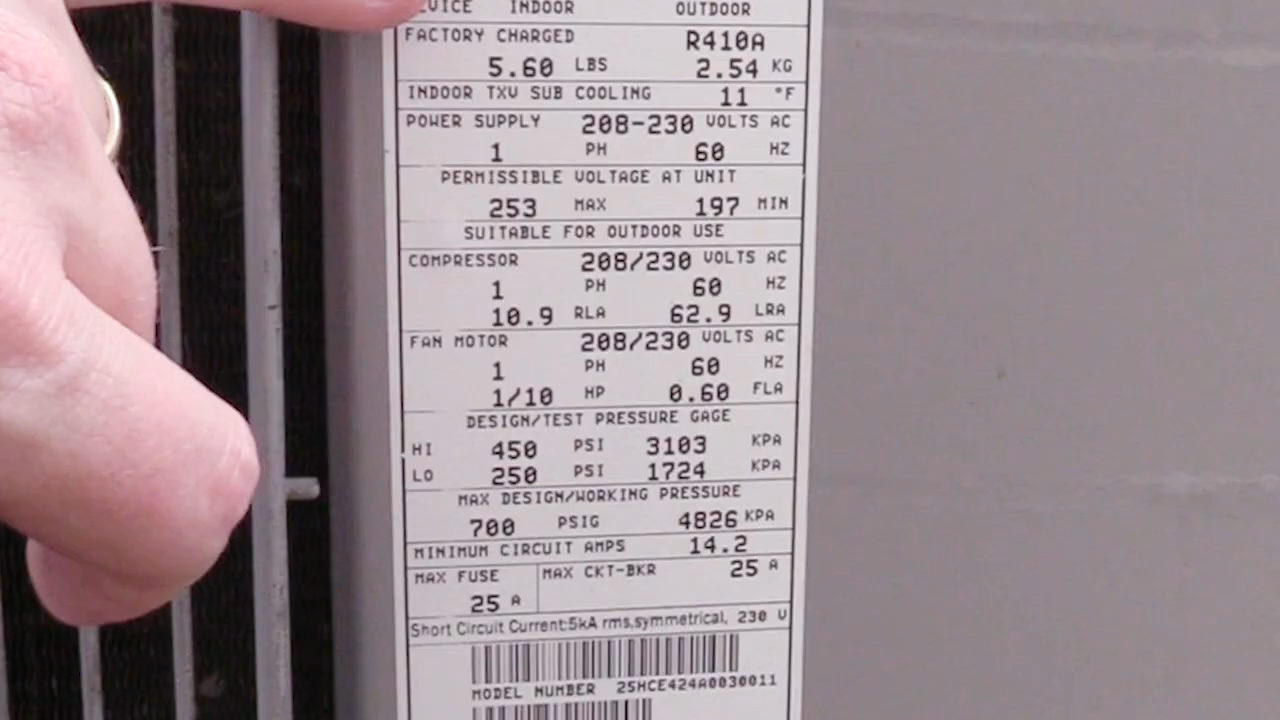 INDOOR OUTDOOR
FACTORY CHARGED R410A
5.60 LBS 2.54 KG
INDOOR TXV SUB COOLING 11 °F
POWER SUPPLY 208-230 VOLTS AC
1 PH 60 HZ
PERMISSIBLE VOLTAGE AT UNIT
253 MAX 197 MIN
SUITABLE FOR OUTDOOR USE
COMPRESSOR 208/230 VOLTS AC
1 PH 60 HZ
10.9 RLA 62.9 LRA
FAN MOTOR 208/230 VOLTS AC
1 PH 60 HZ
1/10 HP 0.60 FLA
DESIGN/TEST PRESSURE GAGE
HI 450 PSI 3103 KPA
LO 250 PSI 1724 KPA
MAX DESIGN/WORKING PRESSURE
700 PSIG 4826 KPA
MINIMUM CIRCUIT AMPS 14.2
MAX FUSE MAX CKT-BKR 25 A
25 A
Short Circuit Current:5kA rms,symmetrical, 230 V
MODEL NUMBER 25HCE424A0030011